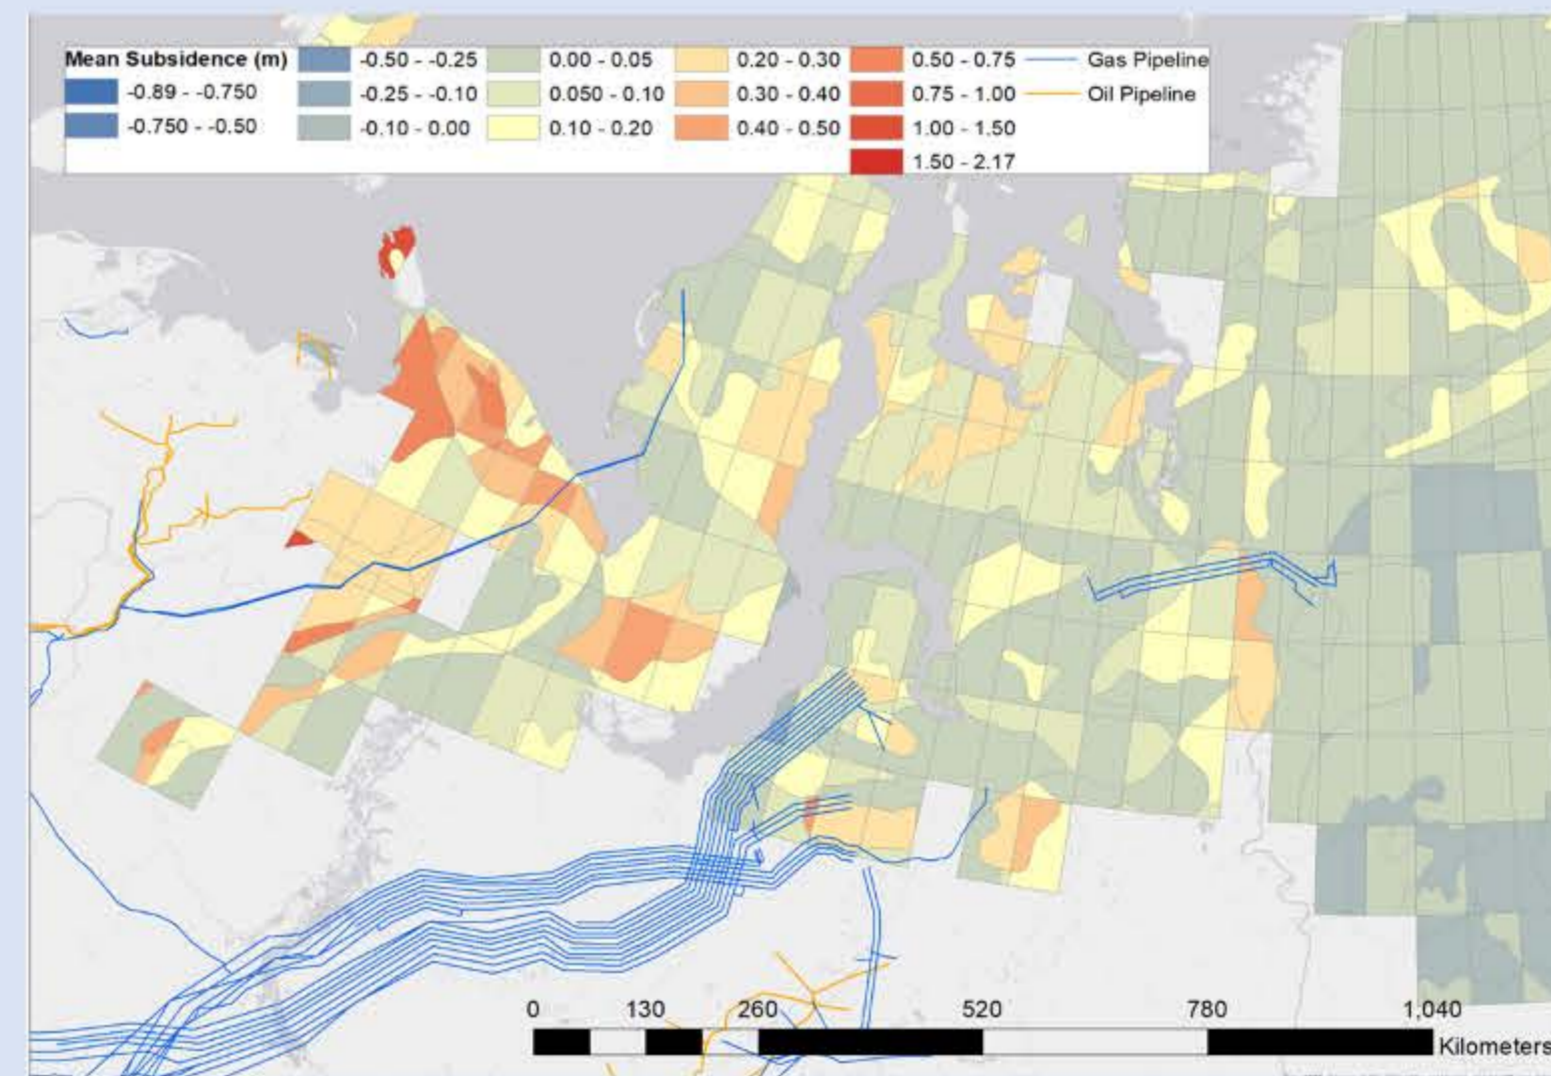 Mean Subsidence (m)
-0.89 - -0.750
-0.750 - -0.50
-0.50 - -0.25
-0.25 - -0.10
-0.10 - 0.00
0.00 - 0.05
0.050 - 0.10
0.10 - 0.20
0.20 - 0.30
0.30 - 0.40
0.40 - 0.50
0.50 - 0.75
0.75 - 1.00
1.00 - 1.50
1.50 - 2.17
Gas Pipeline
Oil Pipeline
0 130 260 520 780 1,040
Kilometers